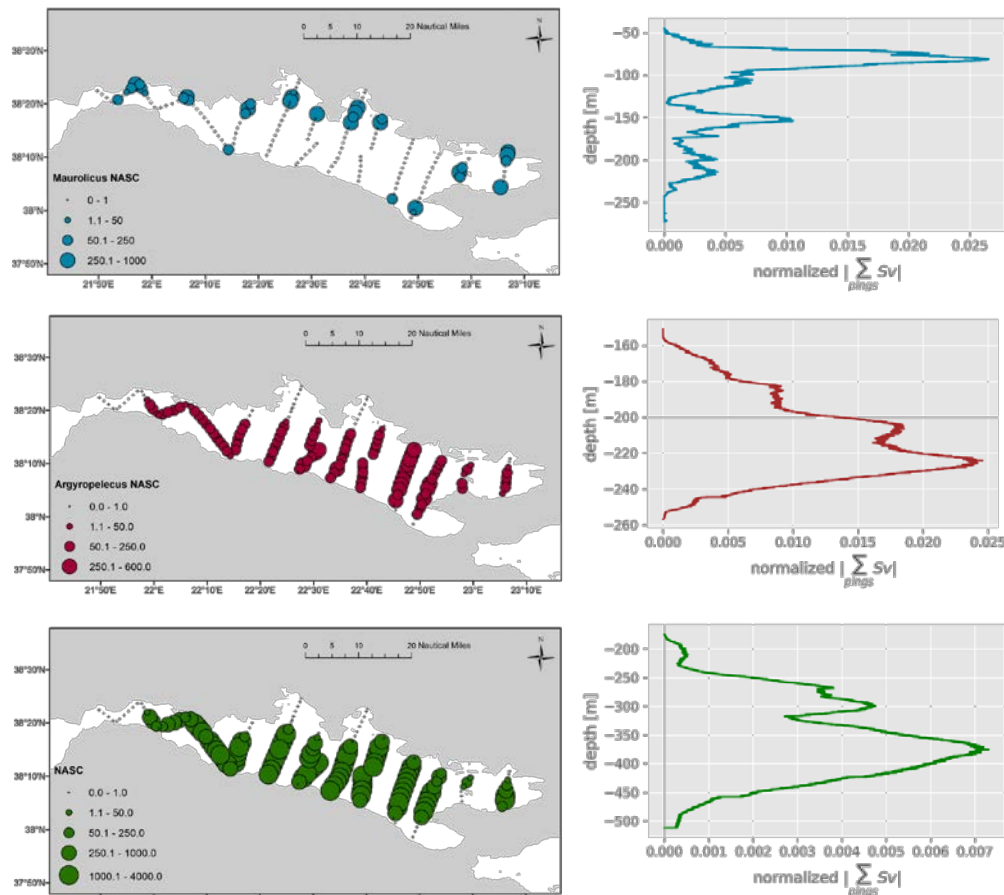 N
0 5 10 20 Nautical Miles
38°20'N
38°20'N
38°10'N
38°0'N
37°50'N
Maurolicus NASC
0 - 1
1.1 - 50
50.1 - 250
250.1 - 1000
21°50'E 22°E 22°10'E 22°20'E 22°30'E 22°40'E 22°50'E 23°E 23°10'E
depth [m]
−50
−100
−150
−200
−250
0.000 0.005 0.010 0.015 0.020 0.025
normalized | ∑ Sv|
pings
N
0 5 10 20 Nautical Miles
38°30'N
38°20'N
38°10'N
38°0'N
37°50'N
Argyropelecus NASC
0.0 - 1.0
1.1 - 50.0
50.1 - 250.0
250.1 - 600.0
21°50'E 22°E 22°10'E 22°20'E 22°30'E 22°40'E 22°50'E 23°E 23°10'E
depth [m]
−160
−180
−200
−220
−240
−260
0.000 0.005 0.010 0.015 0.020 0.025
normalized | ∑ Sv|
pings
N
0 5 10 20 Nautical Miles
38°30'N
38°20'N
38°10'N
38°N
37°50'N
NASC
0.0 - 1.0
1.1 - 50.0
50.1 - 250.0
250.1 - 1000.0
1000.1 - 4000.0
depth [m]
−200
−250
−300
−350
−400
−450
−500
0.000 0.001 0.002 0.003 0.004 0.005 0.006 0.007
normalized | ∑ Sv|
pings